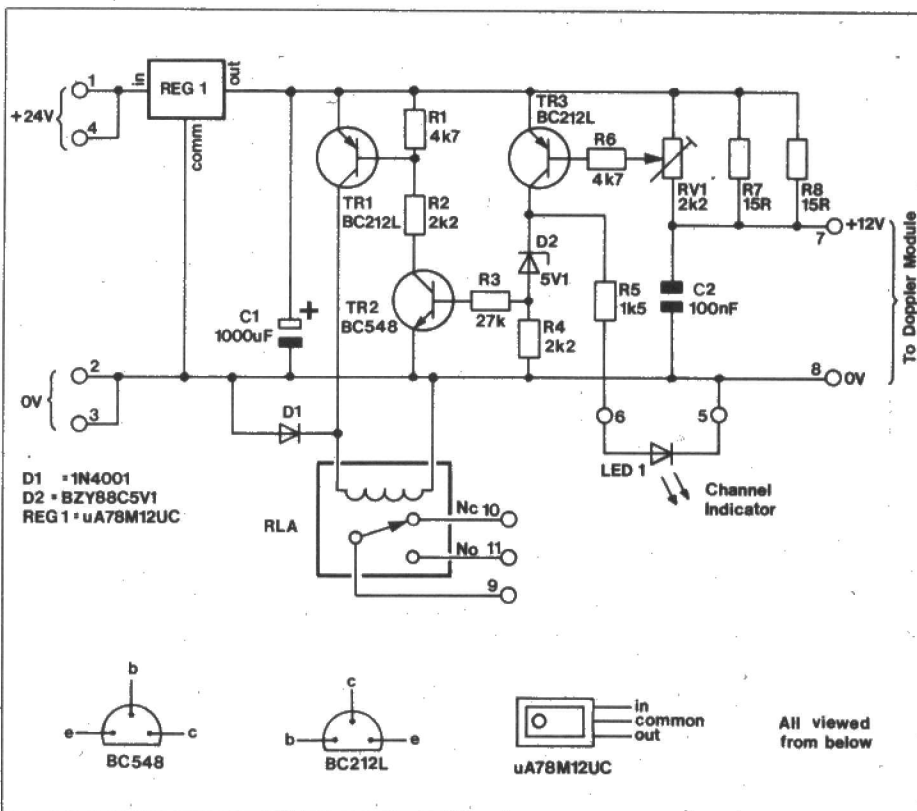 1
+24V
4
in
REG 1
out
comm
TR1
BC212L
R1
4k7
R2
2k2
TR3
BC212L
R6
4k7
RV1
2k2
R7
15R
R8
15R
+12V
7
C1
1000uF
+
TR2
BC548
R3
27k
D2
5V1
R4
2k2
R5
1k5
C2
100nF
To Doppler Module
2
0V
3
8
0V
D1
6
5
LED 1
Channel
Indicator
D1 = 1N4001
D2 = BZY88C5V1
REG 1 = uA78M12UC
RLA
Nc 10
No 11
9
b
e
c
BC548
c
b
e
BC212L
in
common
out
uA78M12UC
All viewed
from below